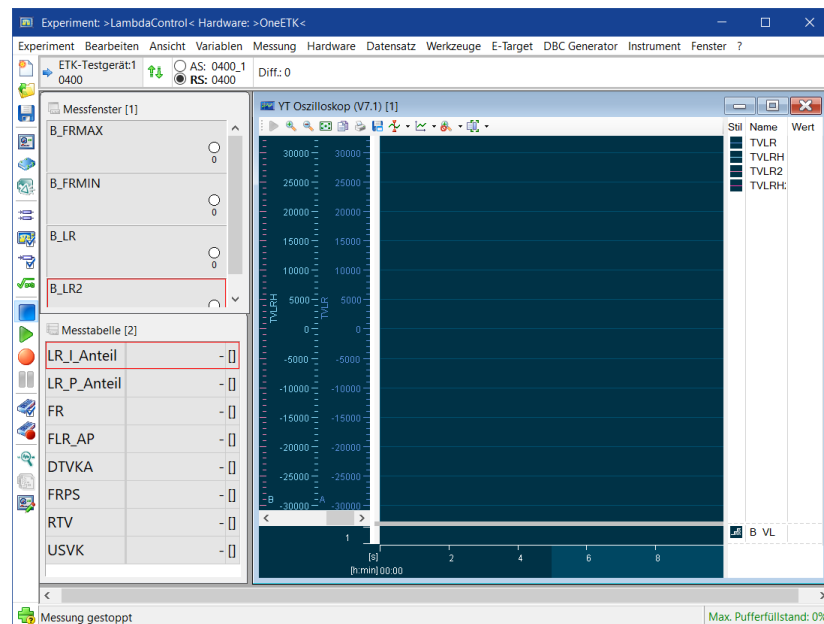 Experiment: >LambdaControl< Hardware: >OneETK<
Experiment Bearbeiten Ansicht Variablen Messung Hardware Datensatz Werkzeuge E-Target DBC Generator Instrument Fenster ?
ETK-Testgerät:1
0400
AS: 0400_1
RS: 0400
Diff.: 0
Messfenster [1]
B_FRMAX
0
B_FRMIN
0
B_LR
0
B_LR2
Messtabelle [2]
LR_I_Anteil - []
LR_P_Anteil - []
FR - []
FLR_AP - []
DTVKA - []
FRPS - []
RTV - []
USVK - []
YT Oszilloskop (V7.1) [1]
30000 30000
25000 25000
20000 20000
15000 15000
10000 10000
5000 5000
TVLRH TVLR
0 0
-5000 -5000
-10000 -10000
-15000 -15000
-20000 -20000
-25000 -25000
B -30000 A -30000
1
[s] 2 4 6 8
[h:min] 00:00
Stil Name Wert
TVLR
TVLRH
TVLR2
TVLRH
B VL
Messung gestoppt
Max. Pufferfüllstand: 0%